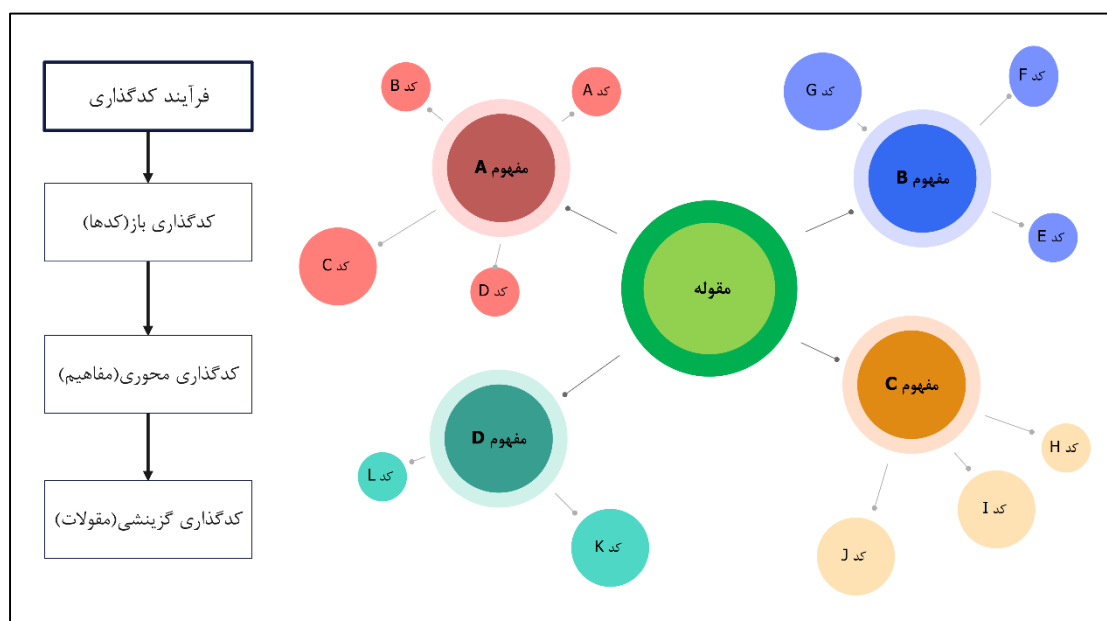 فرآیند کدگذاری
کدگذاری باز(کدها)
کدگذاری محوری(مفاهیم)
کدگذاری گزینشی(مقولات)
مقوله
مفهوم A
کد A
کد B
کد C
کد D
مفهوم B
کد E
کد F
کد G
مفهوم C
کد H
کد I
کد J
مفهوم D
کد K
کد L